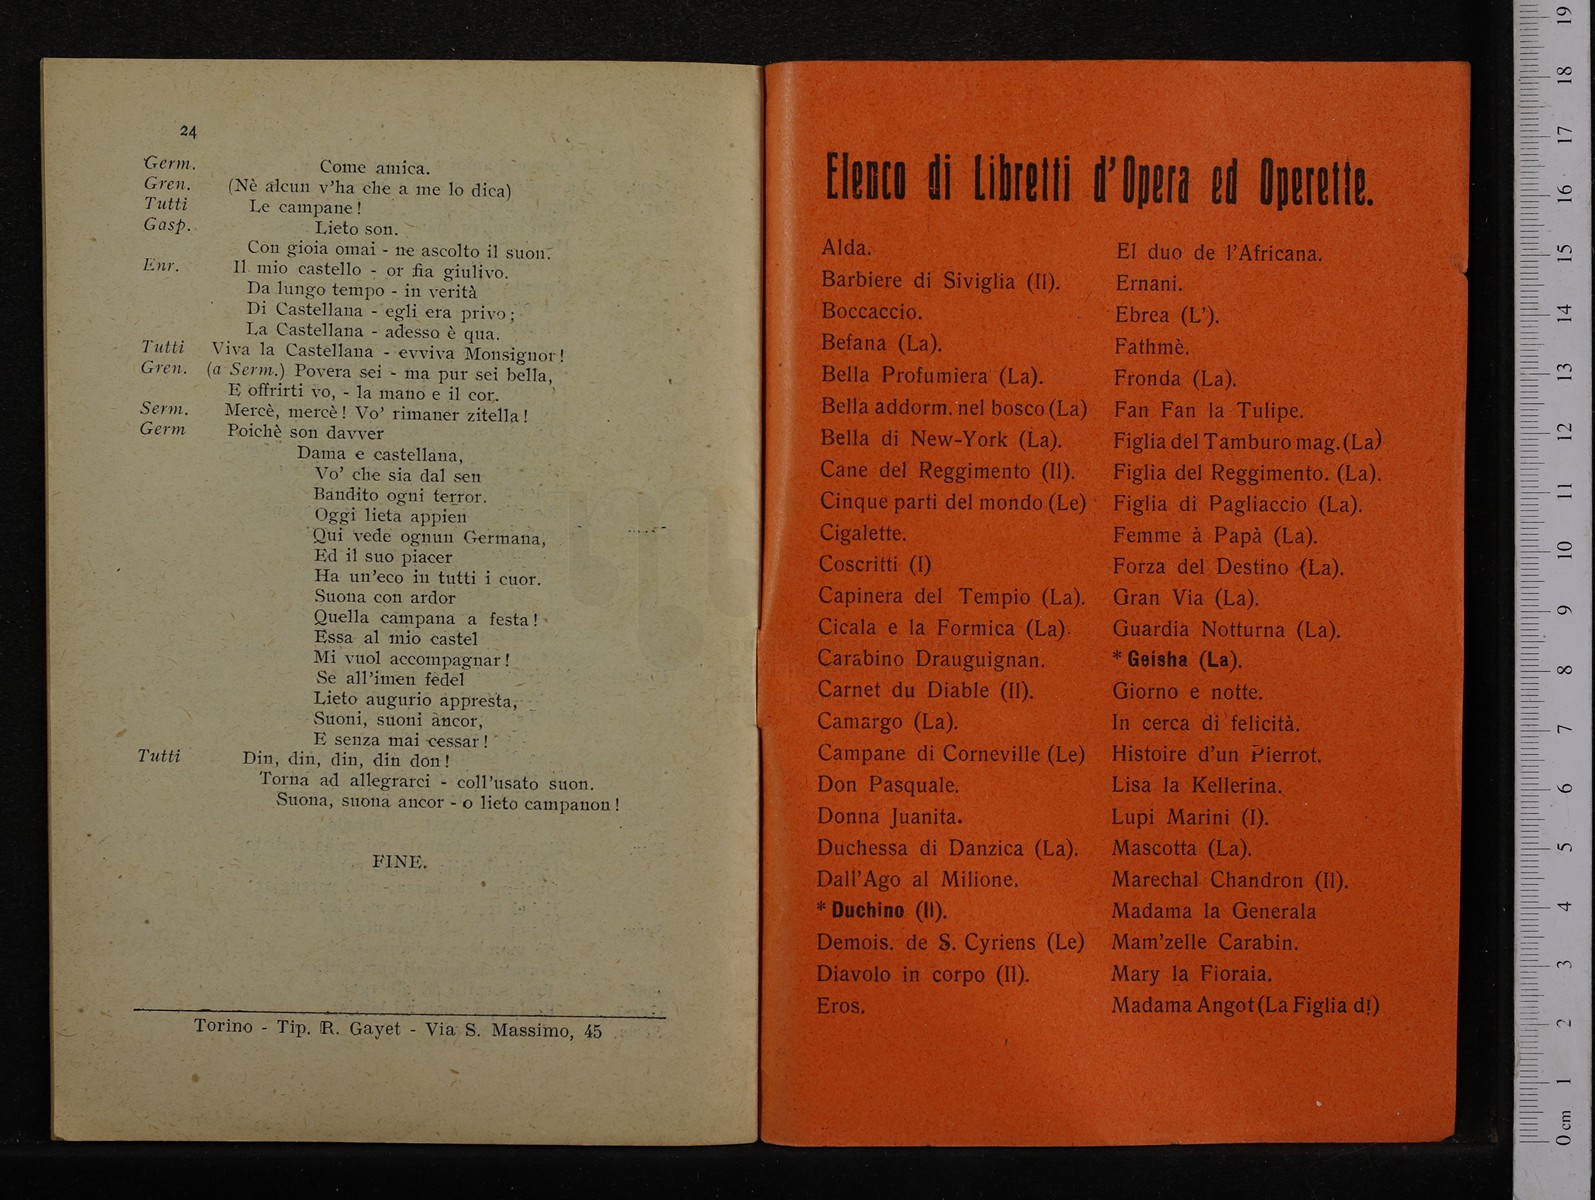 24
Germ. Come amica.
Gren. (Nè alcun v'ha che a me lo dica)
Tutti Le campane!
Gasp. Lieto son.
Con gioia omai - ne ascolto il suon.
Enr. Il mio castello - or fia giulivo.
Da lungo tempo - in verità
Di Castellana - egli era privo;
La Castellana - adesso è qua.
Tutti Viva la Castellana - evviva Monsignor!
Gren. (a Serm.) Povera sei - ma pur sei bella,
E offrirti vo, - la mano e il cor.
Serm. Mercè, mercè! Vo' rimaner zitella!
Germ Poichè son davver
Dama e castellana,
Vo' che sia dal sen
Bandito ogni terror.
Oggi lieta appien
Qui vede ognun Germana,
Ed il suo piacer
Ha un'eco in tutti i cuor.
Suona con ardor
Quella campana a festa!
Essa al mio castel
Mi vuol accompagnar!
Se all'imen fedel
Lieto augurio appresta,
Suoni, suoni ancor,
E senza mai cessar!
Tutti Din, din, din, din don!
Torna ad allegrarci - coll'usato suon.
Suona, suona ancor - o lieto campanon!
FINE.
Torino - Tip. R. Gayet - Via S. Massimo, 45
Elenco di Libretti d'Opera ed Operette.
Alda.
Barbiere di Siviglia (Il).
Boccaccio.
Befana (La).
Bella Profumiera (La).
Bella addorm. nel bosco (La)
Bella di New-York (La).
Cane del Reggimento (Il).
Cinque parti del mondo (Le)
Cigalette.
Coscritti (I)
Capinera del Tempio (La).
Cicala e la Formica (La).
Carabino Drauguignan.
Carnet du Diable (Il).
Camargo (La).
Campane di Corneville (Le)
Don Pasquale.
Donna Juanita.
Duchessa di Danzica (La).
Dall'Ago al Milione.
* Duchino (Il).
Demois. de S. Cyriens (Le)
Diavolo in corpo (Il).
Eros.
El duo de l'Africana.
Ernani.
Ebrea (L').
Fathmè.
Fronda (La).
Fan Fan la Tulipe.
Figlia del Tamburo mag. (La)
Figlia del Reggimento. (La).
Figlia di Pagliaccio (La).
Femme à Papà (La).
Forza del Destino (La).
Gran Via (La).
Guardia Notturna (La).
* Geisha (La).
Giorno e notte.
In cerca di felicità.
Histoire d'un Pierrot.
Lisa la Kellerina.
Lupi Marini (I).
Mascotta (La).
Marechal Chandron (Il).
Madama la Generala
Mam'zelle Carabin.
Mary la Fioraia.
Madama Angot (La Figlia di)
19
18
17
16
15
14
13
12
11
10
9
8
7
6
5
4
3
2
1
0 cm